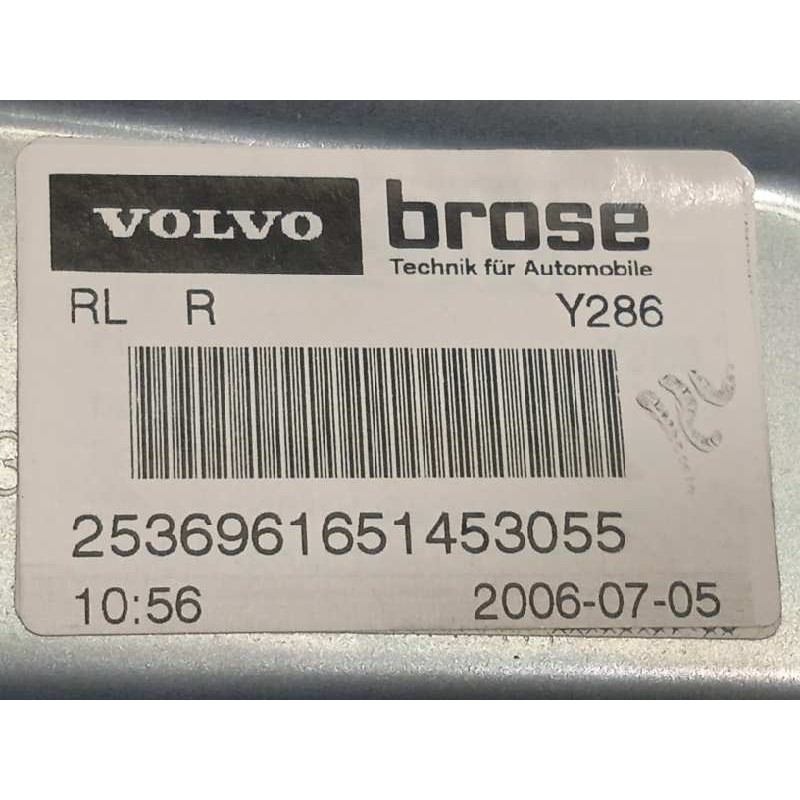 VOLVO brose
Technik für Automobile
RL R Y286
2536961651453055
10:56 2006-07-05